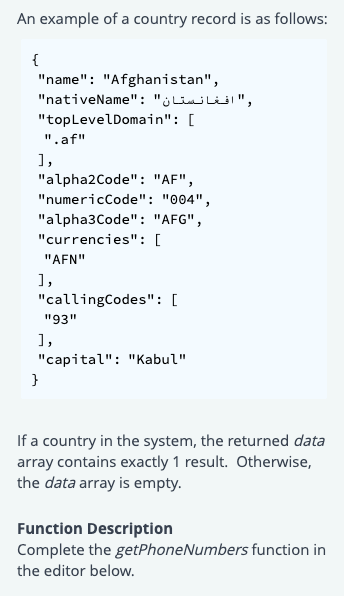 An example of a country record is as follows:
{
"name": "Afghanistan",
"nativeName": "افغانستان",
"topLevelDomain": [
".af"
],
"alpha2Code": "AF",
"numericCode": "004",
"alpha3Code": "AFG",
"currencies": [
"AFN"
],
"callingCodes": [
"93"
],
"capital": "Kabul"
}
If a country in the system, the returned data
array contains exactly 1 result. Otherwise,
the data array is empty.
Function Description
Complete the getPhoneNumbers function in
the editor below.